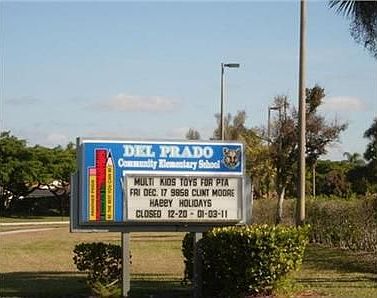 DEL PRADO
Community Elementary School
MULTI KIDS TOYS FOR PTA
FRI DEC. 17 9858 CLINT MOORE
HABBY HOLIDAYS
CLOSED 12-20 - 01-03-11